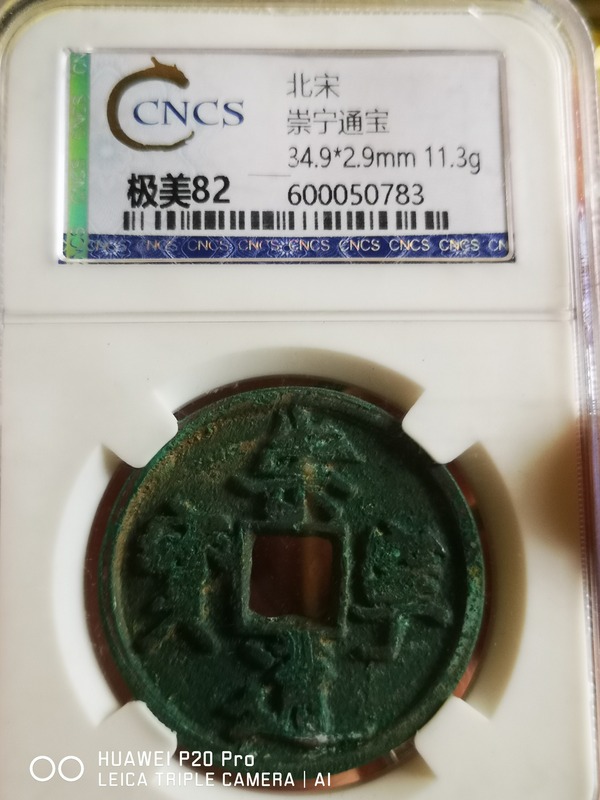 CNCS
北宋
崇宁通宝
34.9*2.9mm 11.3g
极美82
600050783
CNCS CNCS CNCS CNCS CNCS CNCS CNCS CNCS CN
崇
寧
通
寶
HUAWEI P20 Pro
LEICA TRIPLE CAMERA | AI